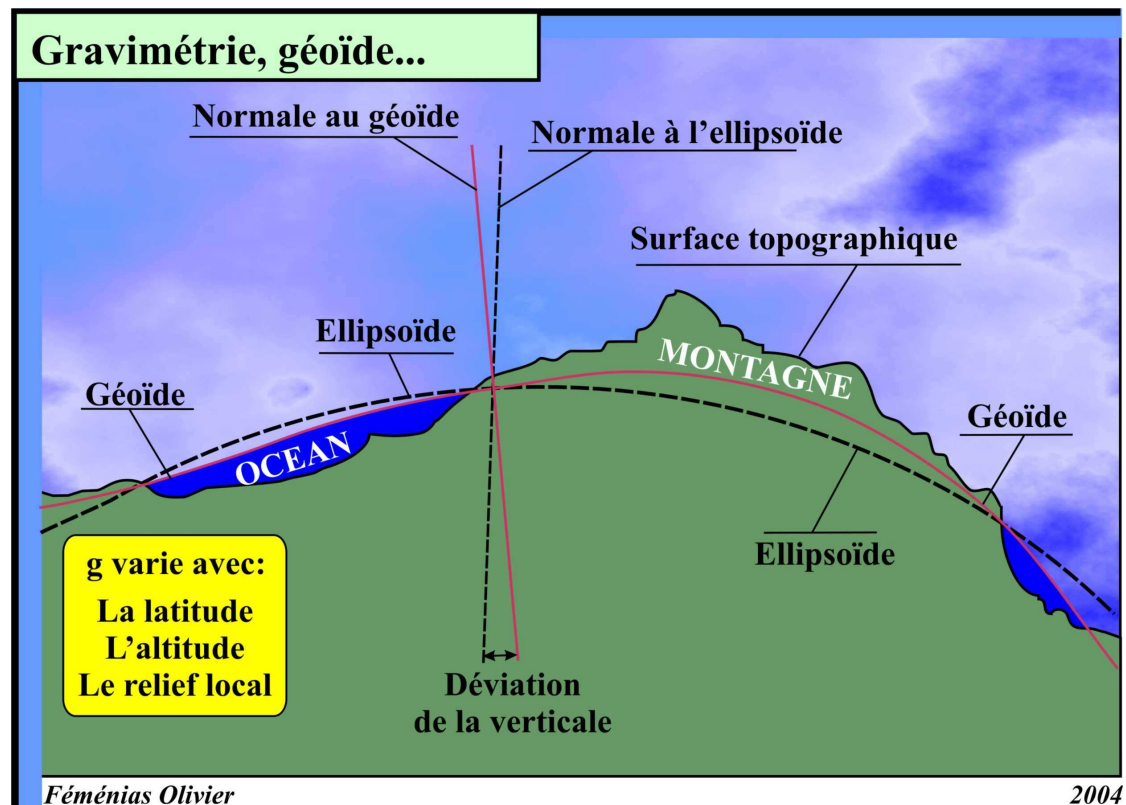 Gravimétrie, géoïde...
Normale au géoïde
Normale à l'ellipsoïde
Surface topographique
Ellipsoïde
MONTAGNE
Géoïde
Géoïde
OCEAN
Ellipsoïde
g varie avec:
La latitude
L'altitude
Le relief local
Déviation
de la verticale
Féménias Olivier
2004